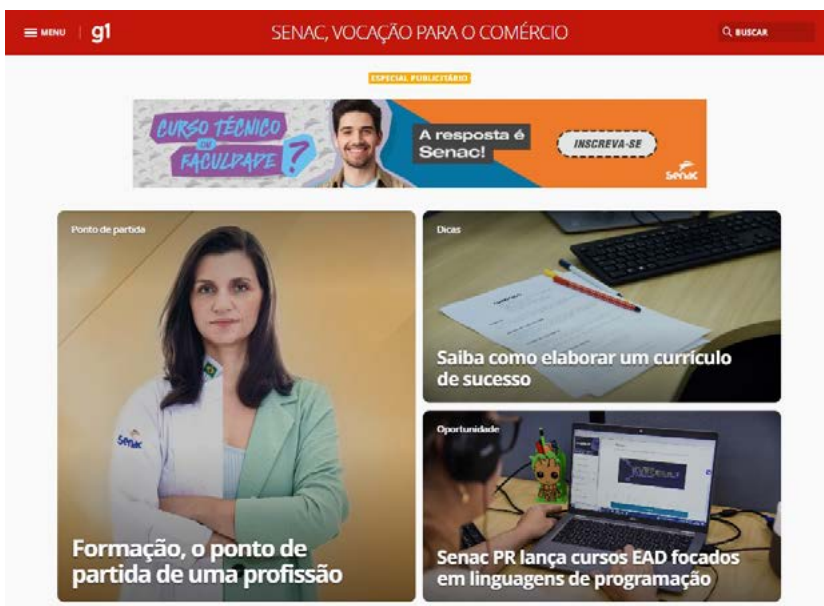 MENU
g1
SENAC, VOCAÇÃO PARA O COMÉRCIO
BUSCAR
ESPECIAL PUBLICITÁRIO
CURSO TÉCNICO
OU
FACULDADE?
A resposta é
Senac!
INSCREVA-SE
Senac
Ponto de partida
Senac
Formação, o ponto de
partida de uma profissão
Dicas
Saiba como elaborar um currículo
de sucesso
Oportunidade
Senac PR lança cursos EAD focados
em linguagens de programação